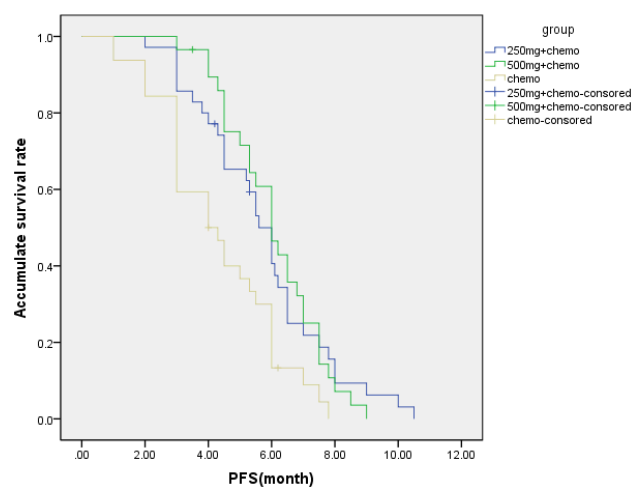 group
250mg+chemo
500mg+chemo
chemo
250mg+chemo-consored
500mg+chemo-consored
chemo-consored
Accumulate survival rate
1.0
0.8
0.6
0.4
0.2
0.0
.00 2.00 4.00 6.00 8.00 10.00 12.00
PFS(month)